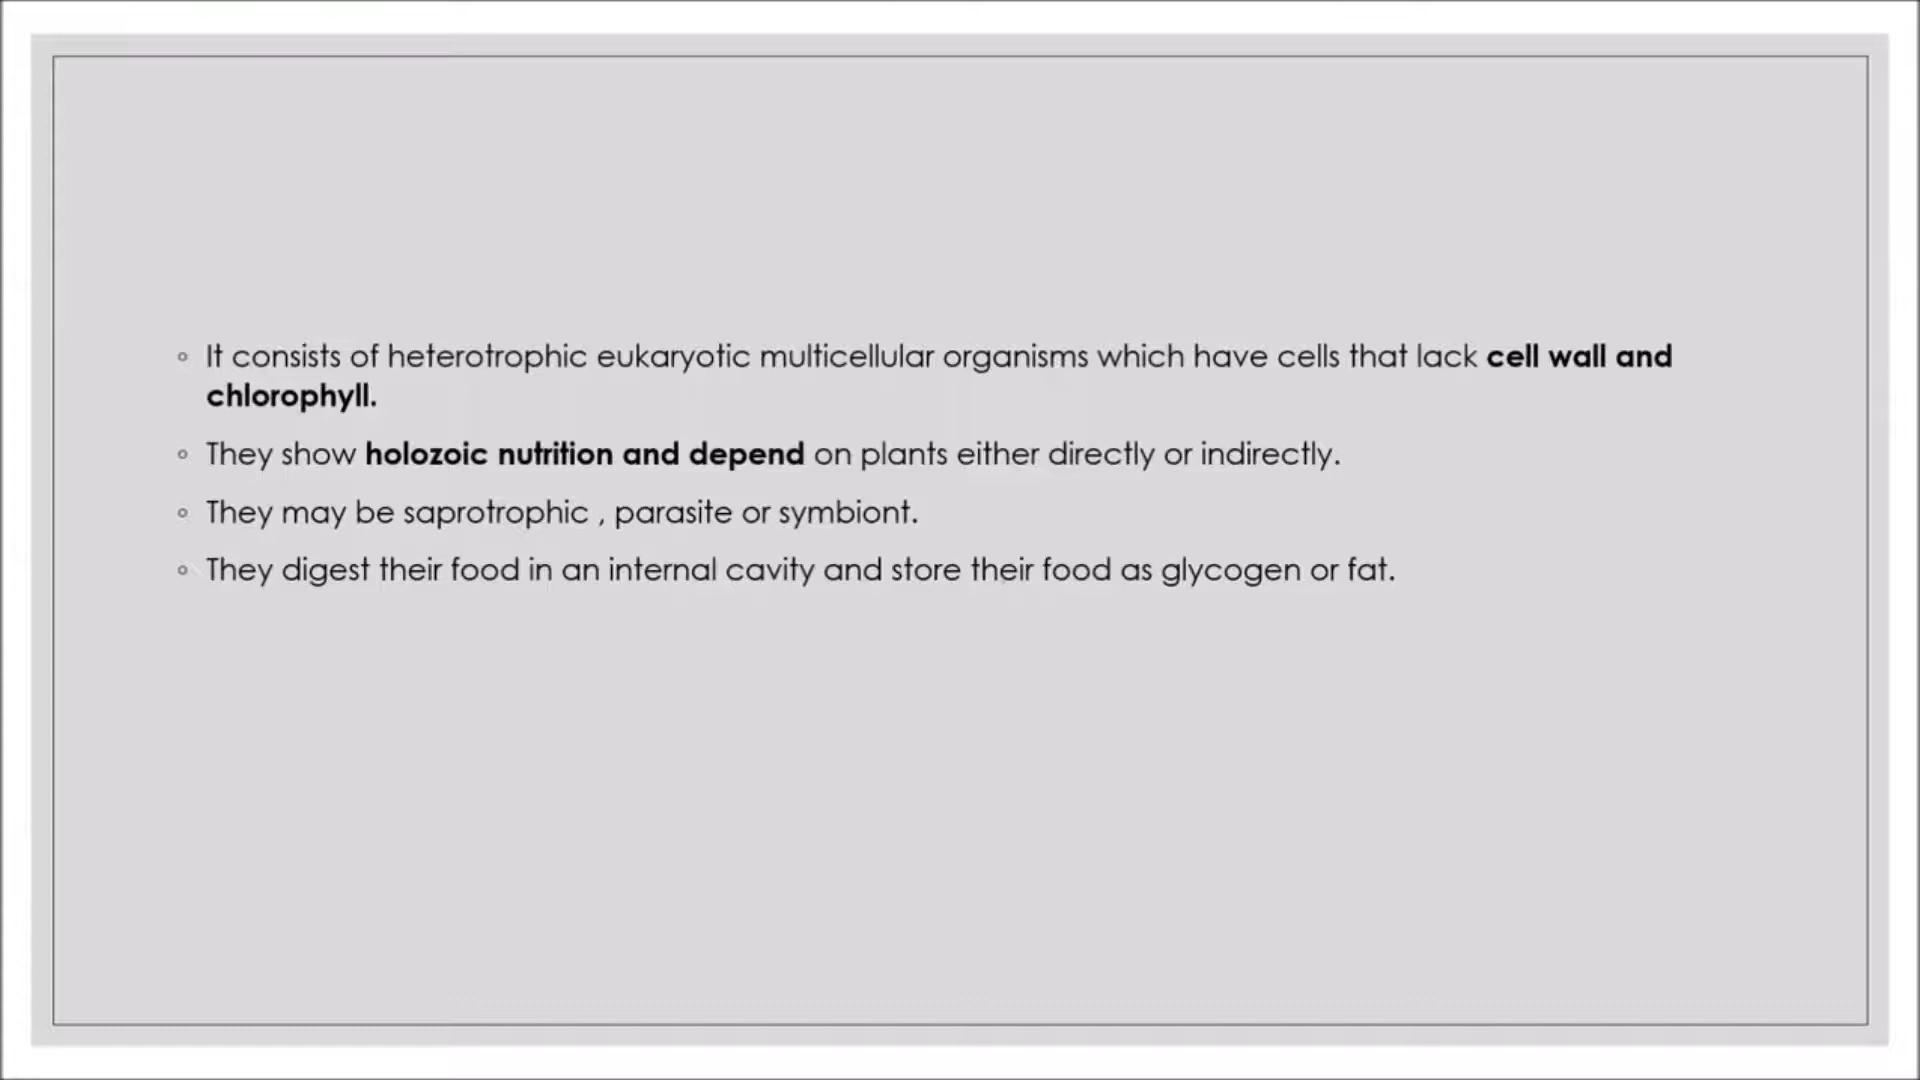 ◦ It consists of heterotrophic eukaryotic multicellular organisms which have cells that lack cell wall and
chlorophyll.
◦ They show holozoic nutrition and depend on plants either directly or indirectly.
◦ They may be saprotrophic , parasite or symbiont.
◦ They digest their food in an internal cavity and store their food as glycogen or fat.